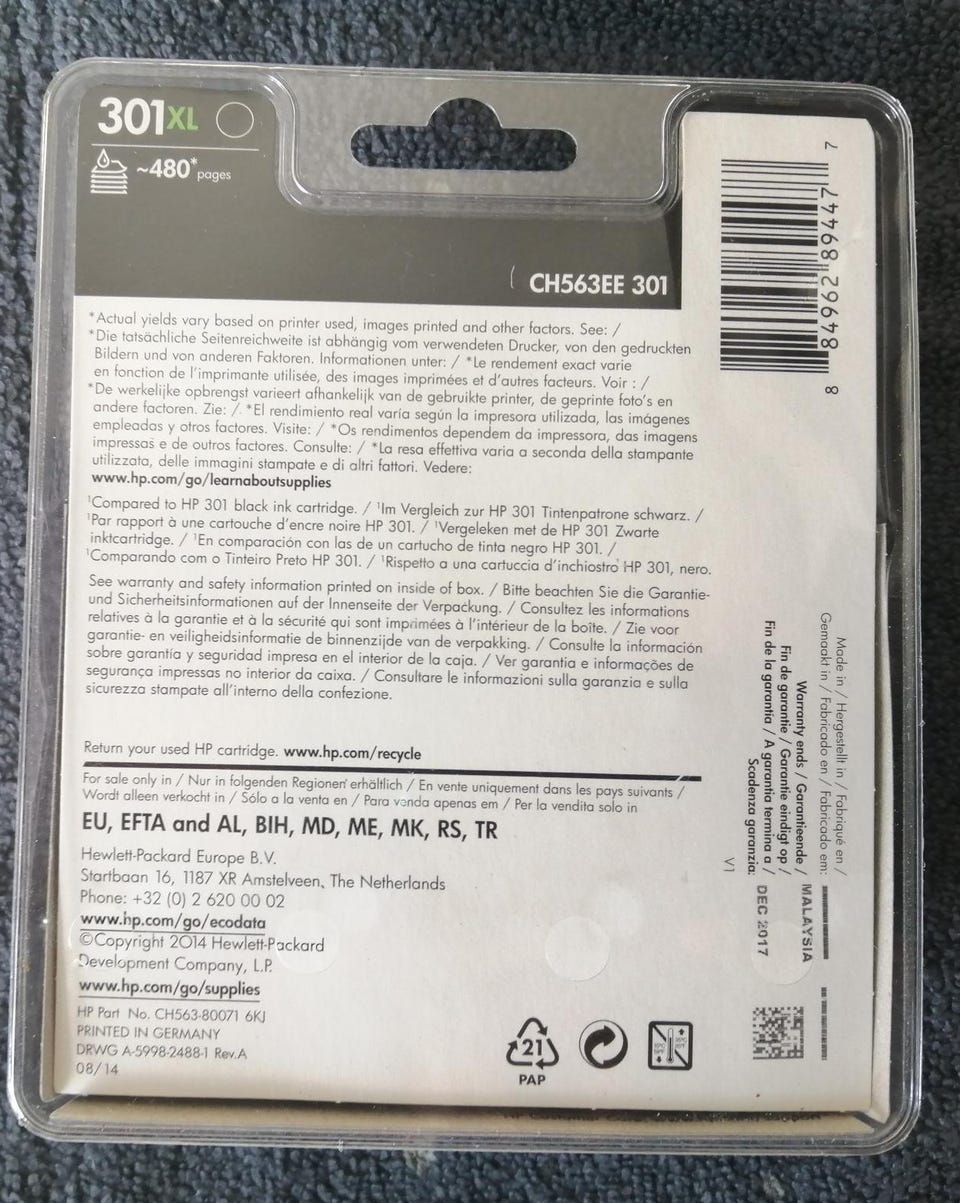 301XL
~480* pages
CH563EE 301
*Actual yields vary based on printer used, images printed and other factors. See: /
*Die tatsächliche Seitenreichweite ist abhängig vom verwendeten Drucker, von den gedruckten
Bildern und von anderen Faktoren. Informationen unter: / *Le rendement exact varie
en fonction de l'imprimante utilisée, des images imprimées et d'autres facteurs. Voir : /
*De werkelijke opbrengst varieert afhankelijk van de gebruikte printer, de geprinte foto's en
andere factoren. Zie: / *El rendimiento real varía según la impresora utilizada, las imágenes
empleadas y otros factores. Visite: / *Os rendimentos dependem da impressora, das imagens
impressas e de outros factores. Consulte: / *La resa effettiva varia a seconda della stampante
utilizzata, delle immagini stampate e di altri fattori. Vedere:
www.hp.com/go/learnaboutsupplies
¹Compared to HP 301 black ink cartridge. / ¹Im Vergleich zur HP 301 Tintenpatrone schwarz. /
¹Par rapport à une cartouche d'encre noire HP 301. / ¹Vergeleken met de HP 301 Zwarte
inktcartridge. / ¹En comparación con las de un cartucho de tinta negro HP 301. /
¹Comparando com o Tinteiro Preto HP 301. / ¹Rispetto a una cartuccia d'inchiostro HP 301, nero.
See warranty and safety information printed on inside of box. / Bitte beachten Sie die Garantie-
und Sicherheitsinformationen auf der Innenseite der Verpackung. / Consultez les informations
relatives à la garantie et à la sécurité qui sont imprimées à l'intérieur de la boîte. / Zie voor
garantie- en veiligheidsinformatie de binnenzijde van de verpakking. / Consulte la información
sobre garantía y seguridad impresa en el interior de la caja. / Ver garantia e informações de
segurança impressas no interior da caixa. / Consultare le informazioni sulla garanzia e sulla
sicurezza stampate all'interno della confezione.
Return your used HP cartridge. www.hp.com/recycle
For sale only in / Nur in folgenden Regionen erhältlich / En vente uniquement dans les pays suivants /
Wordt alleen verkocht in / Sólo a la venta en / Para venda apenas em / Per la vendita solo in
EU, EFTA and AL, BIH, MD, ME, MK, RS, TR
Hewlett-Packard Europe B.V.
Startbaan 16, 1187 XR Amstelveen, The Netherlands
Phone: +32 (0) 2 620 00 02
www.hp.com/go/ecodata
©Copyright 2014 Hewlett-Packard
Development Company, L.P.
www.hp.com/go/supplies
HP Part No. CH563-80071 6KJ
PRINTED IN GERMANY
DRWG A-5998-2488-1 Rev.A
08/14
21
PAP
7 84462 89447 8
Made in / Hergestellt in / Fabriqué en /
Gemaakt in / Fabricado en / Fabricado em:
MALAYSIA
Warranty ends / Garantieende /
Fin de garantie / Garantie eindigt op /
Fin de la garantía / A garantia termina a /
Scadenza garanzia:
DEC 2017
V1